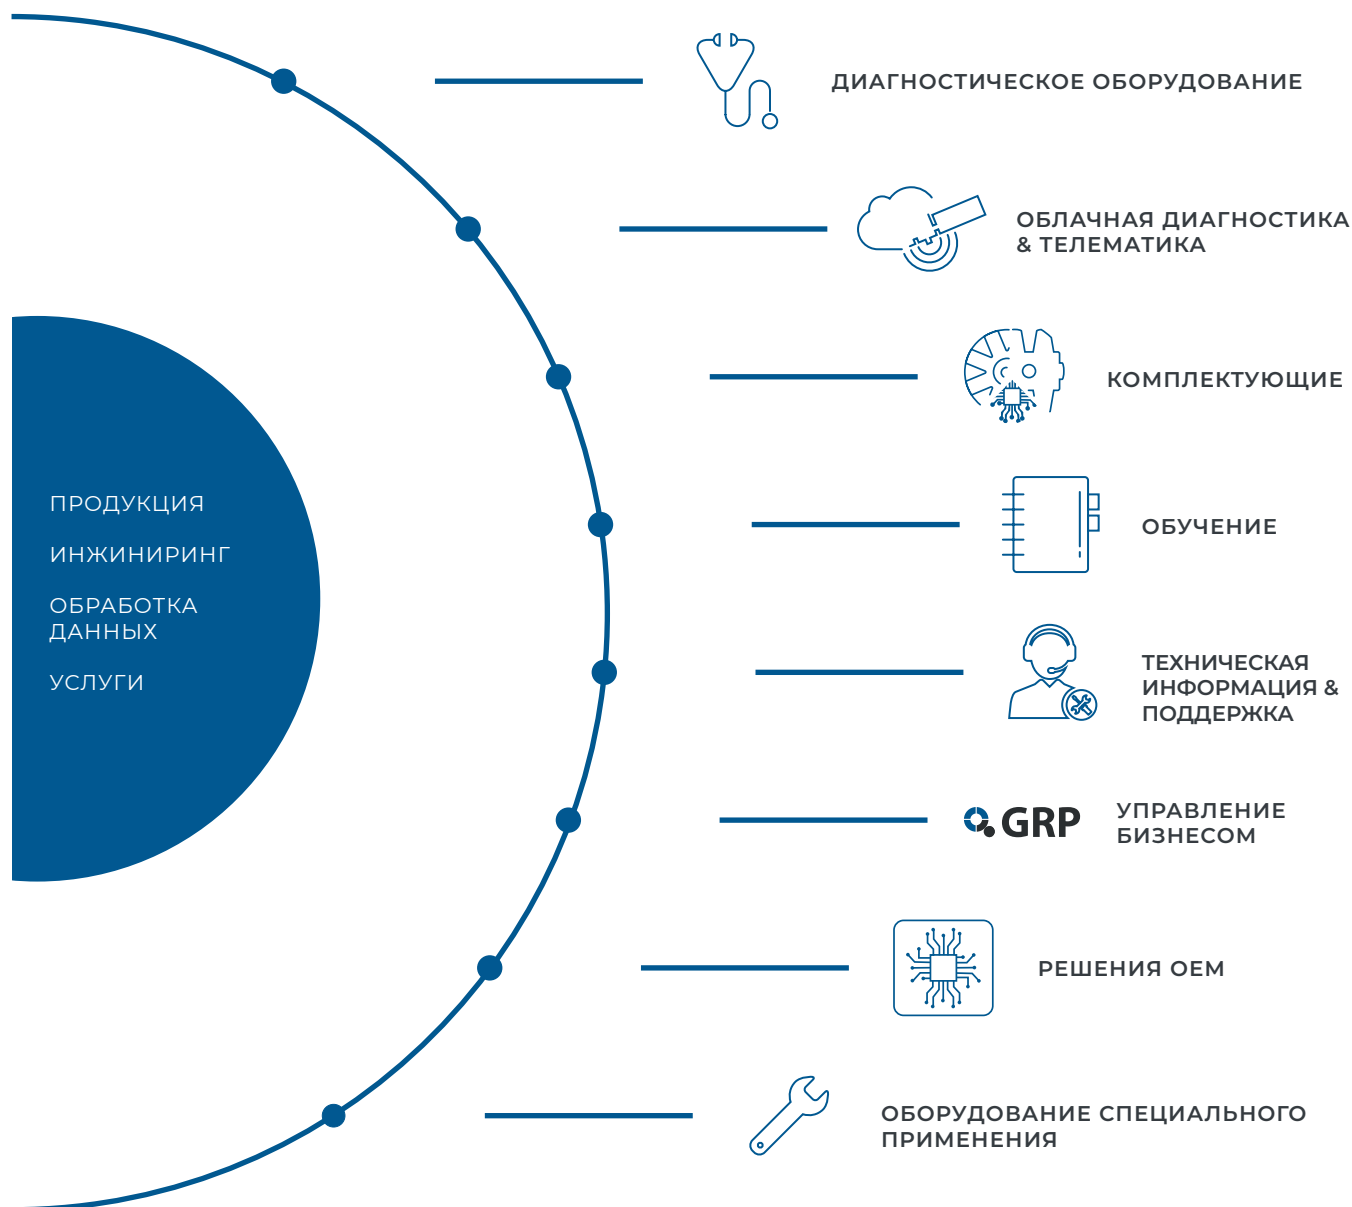 ДИАГНОСТИЧЕСКОЕ ОБОРУДОВАНИЕ
ОБЛАЧНАЯ ДИАГНОСТИКА
& ТЕЛЕМАТИКА
КОМПЛЕКТУЮЩИЕ
ПРОДУКЦИЯ
ИНЖИНИРИНГ
ОБРАБОТКА
ДАННЫХ
УСЛУГИ
ОБУЧЕНИЕ
ТЕХНИЧЕСКАЯ
ИНФОРМАЦИЯ &
ПОДДЕРЖКА
GRP
УПРАВЛЕНИЕ
БИЗНЕСОМ
РЕШЕНИЯ OEM
ОБОРУДОВАНИЕ СПЕЦИАЛЬНОГО
ПРИМЕНЕНИЯ